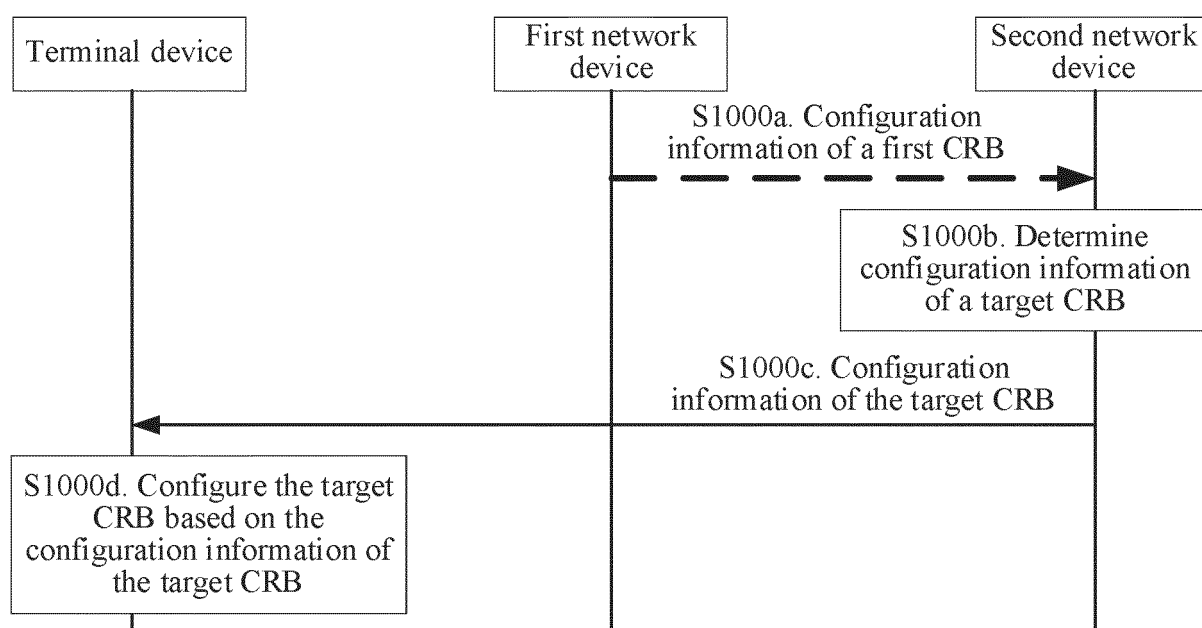 Terminal device
First network
device
Second network
device
S1000a. Configuration
information of a first CRB
S1000b. Determine
configuration information
of a target CRB
S1000c. Configuration
information of the target CRB
S1000d. Configure the target
CRB based on the
configuration information of
the target CRB